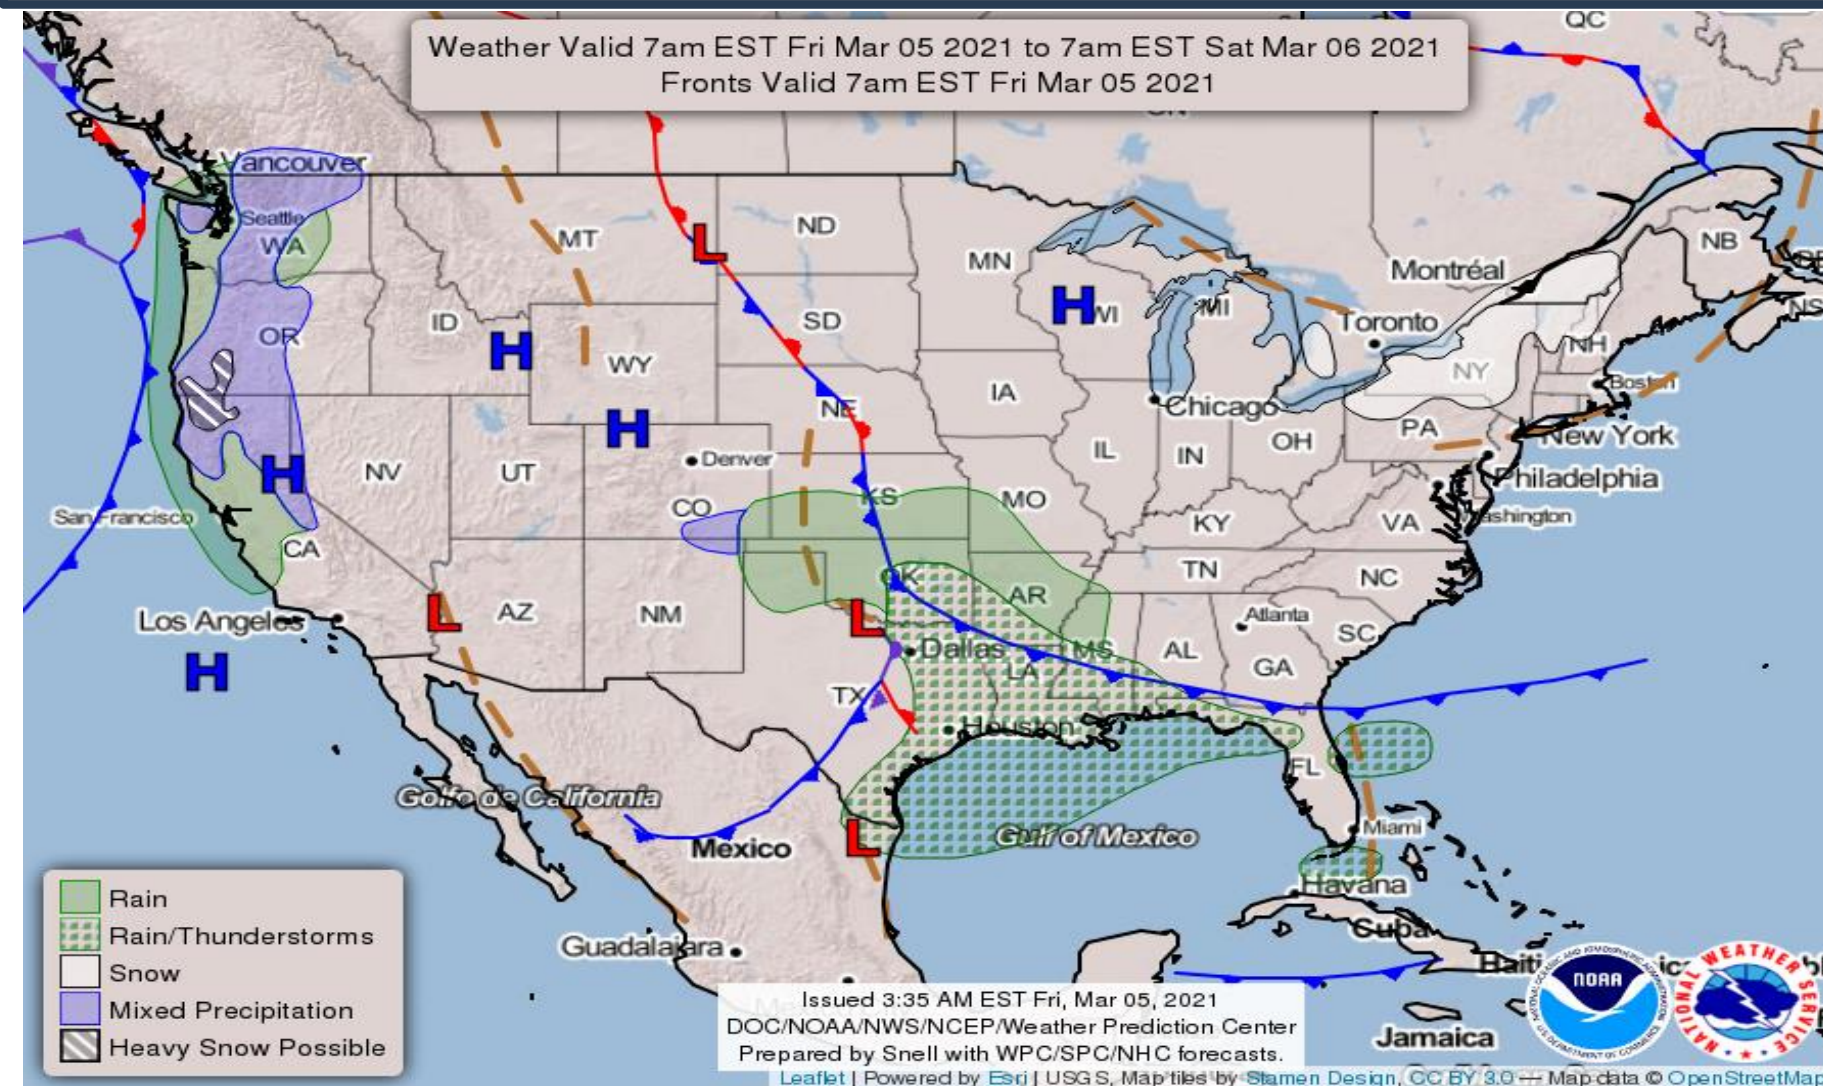 Weather Valid 7am EST Fri Mar 05 2021 to 7am EST Sat Mar 06 2021
Fronts Valid 7am EST Fri Mar 05 2021
QC
Vancouver
Seattle
WA
MT
ND
MN
Montréal
NB
OR
ID
L
H
SD
H
WI
MI
Toronto
NH
NS
WY
NY
Boston
NE
IA
Chicago
PA
New York
H
Denver
IL
IN
OH
Philadelphia
H
NV
UT
CO
KS
MO
KY
VA
Washington
San Francisco
CA
OK
AR
TN
NC
Los Angeles
L
AZ
NM
L
Dallas
MS
AL
Atlanta
GA
SC
H
LA
TX
Houston
FL
Golfo de California
Gulf of Mexico
Miami
Mexico
L
Havana
Cuba
Guadalajara
Jamaica
Rain
Rain/Thunderstorms
Snow
Mixed Precipitation
Heavy Snow Possible
Issued 3:35 AM EST Fri, Mar 05, 2021
DOC/NOAA/NWS/NCEP/Weather Prediction Center
Prepared by Snell with WPC/SPC/NHC forecasts.
NOAA
NATIONAL WEATHER SERVICE
Leaflet | Powered by Esri | USGS, Map tiles by Stamen Design, CC BY 3.0 — Map data © OpenStreetMap